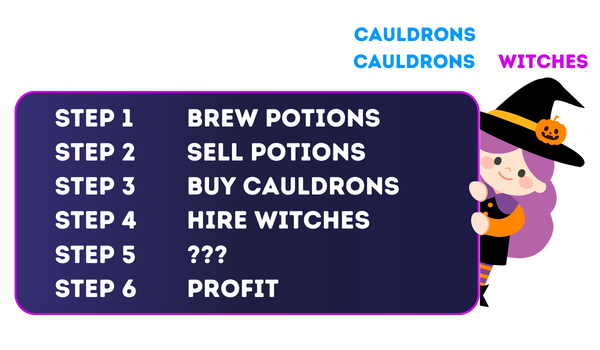 CAULDRONS
CAULDRONS WITCHES
STEP 1 BREW POTIONS
STEP 2 SELL POTIONS
STEP 3 BUY CAULDRONS
STEP 4 HIRE WITCHES
STEP 5 ???
STEP 6 PROFIT